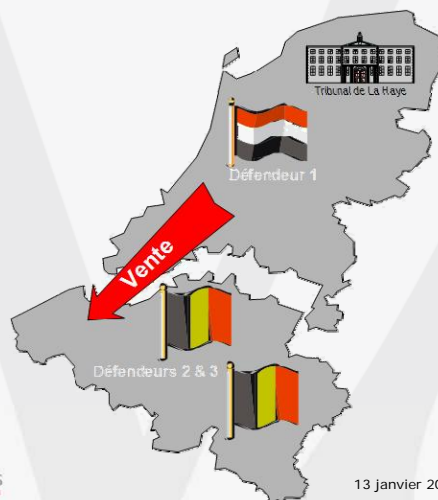 Tribunal de La Haye
Défendeur 1
Vente
Défendeurs 2 & 3
13 janvier 20